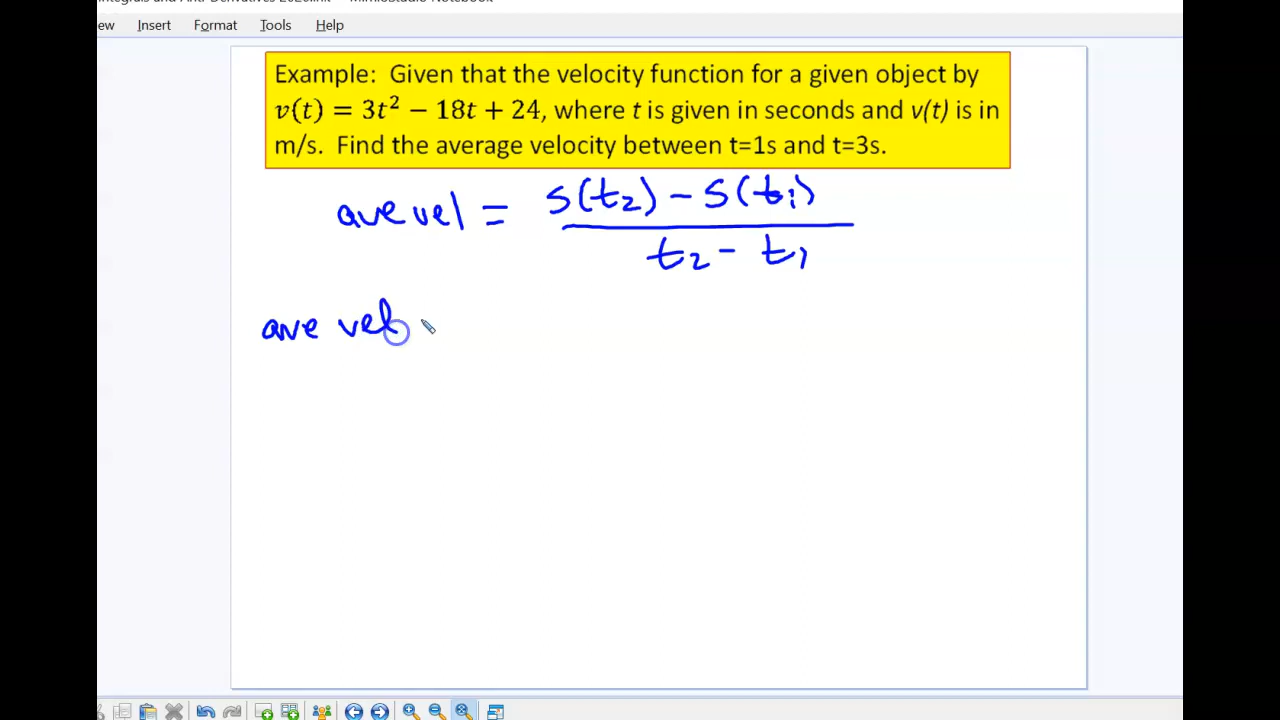 ew Insert Format Tools Help
Example: Given that the velocity function for a given object by
v(t) = 3t² − 18t + 24, where t is given in seconds and v(t) is in
m/s. Find the average velocity between t=1s and t=3s.
ave vel = s(t₂) − s(t₁)
t₂ − t₁
ave vel